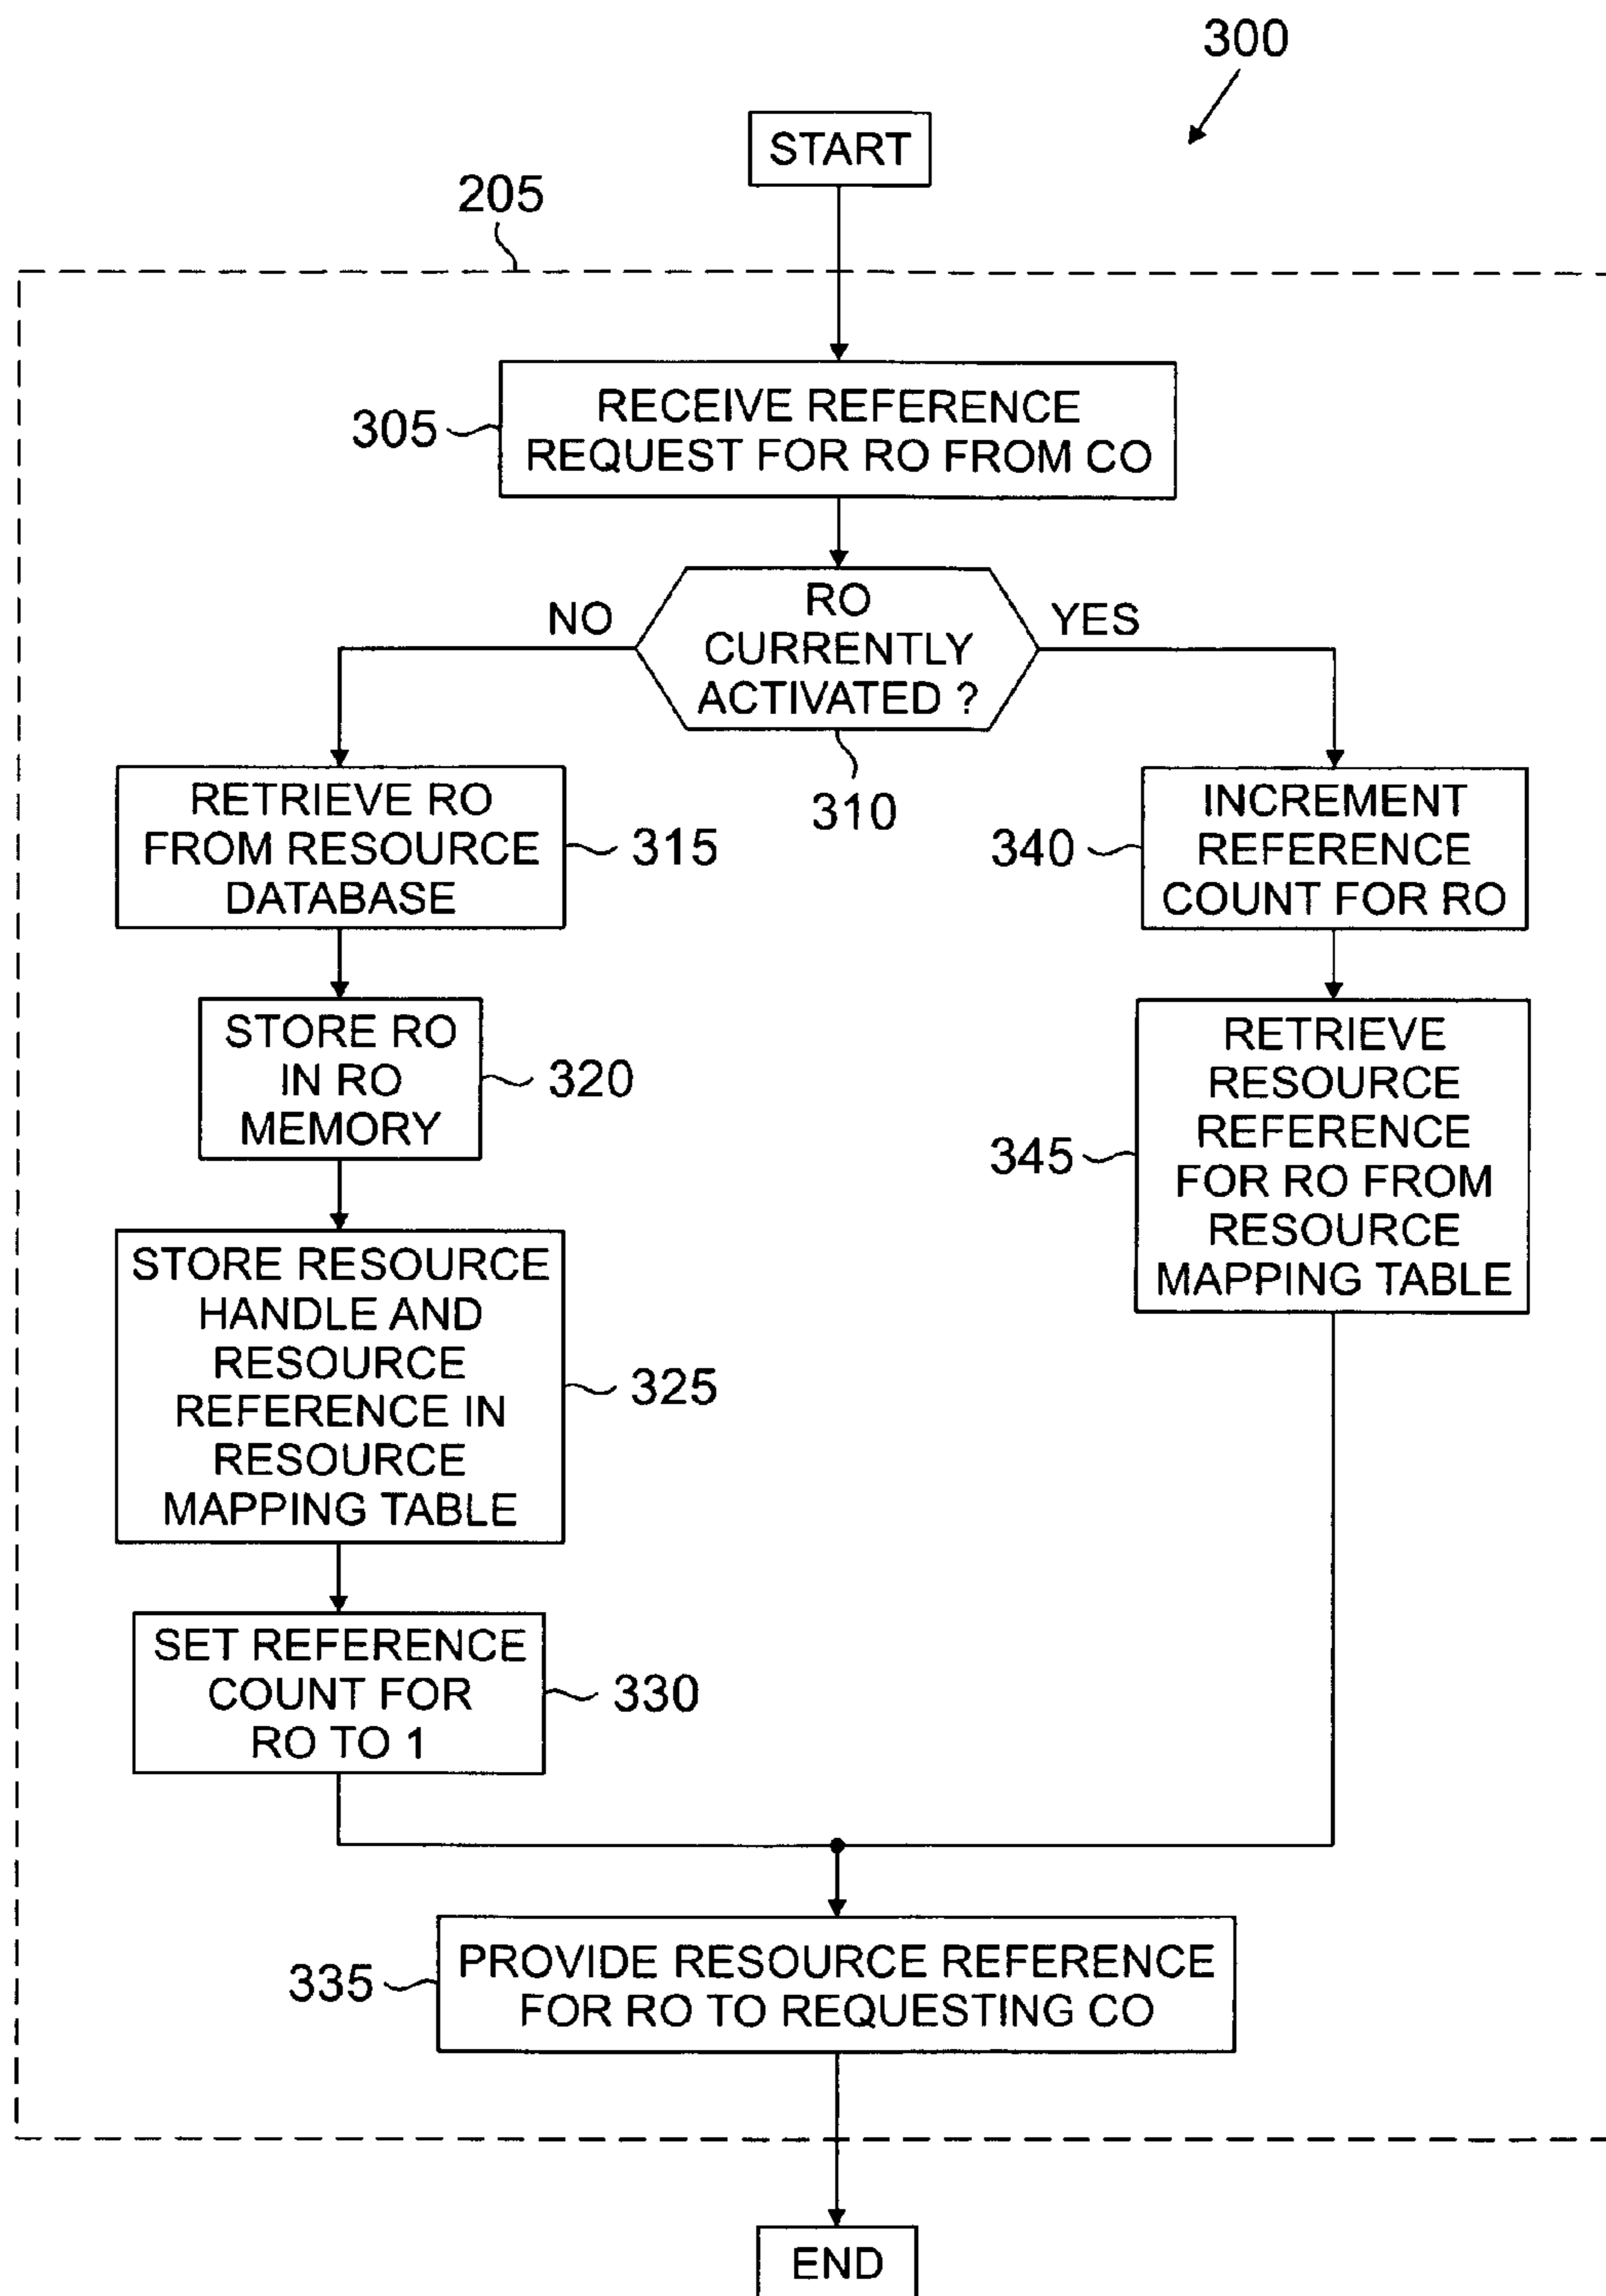 300
START
205
305
RECEIVE REFERENCE
REQUEST FOR RO FROM CO
NO
RO
CURRENTLY
ACTIVATED ?
YES
310
RETRIEVE RO
FROM RESOURCE
DATABASE
315
340
INCREMENT
REFERENCE
COUNT FOR RO
STORE RO
IN RO
MEMORY
320
345
RETRIEVE
RESOURCE
REFERENCE
FOR RO FROM
RESOURCE
MAPPING TABLE
STORE RESOURCE
HANDLE AND
RESOURCE
REFERENCE IN
RESOURCE
MAPPING TABLE
325
SET REFERENCE
COUNT FOR
RO TO 1
330
335
PROVIDE RESOURCE REFERENCE
FOR RO TO REQUESTING CO
END